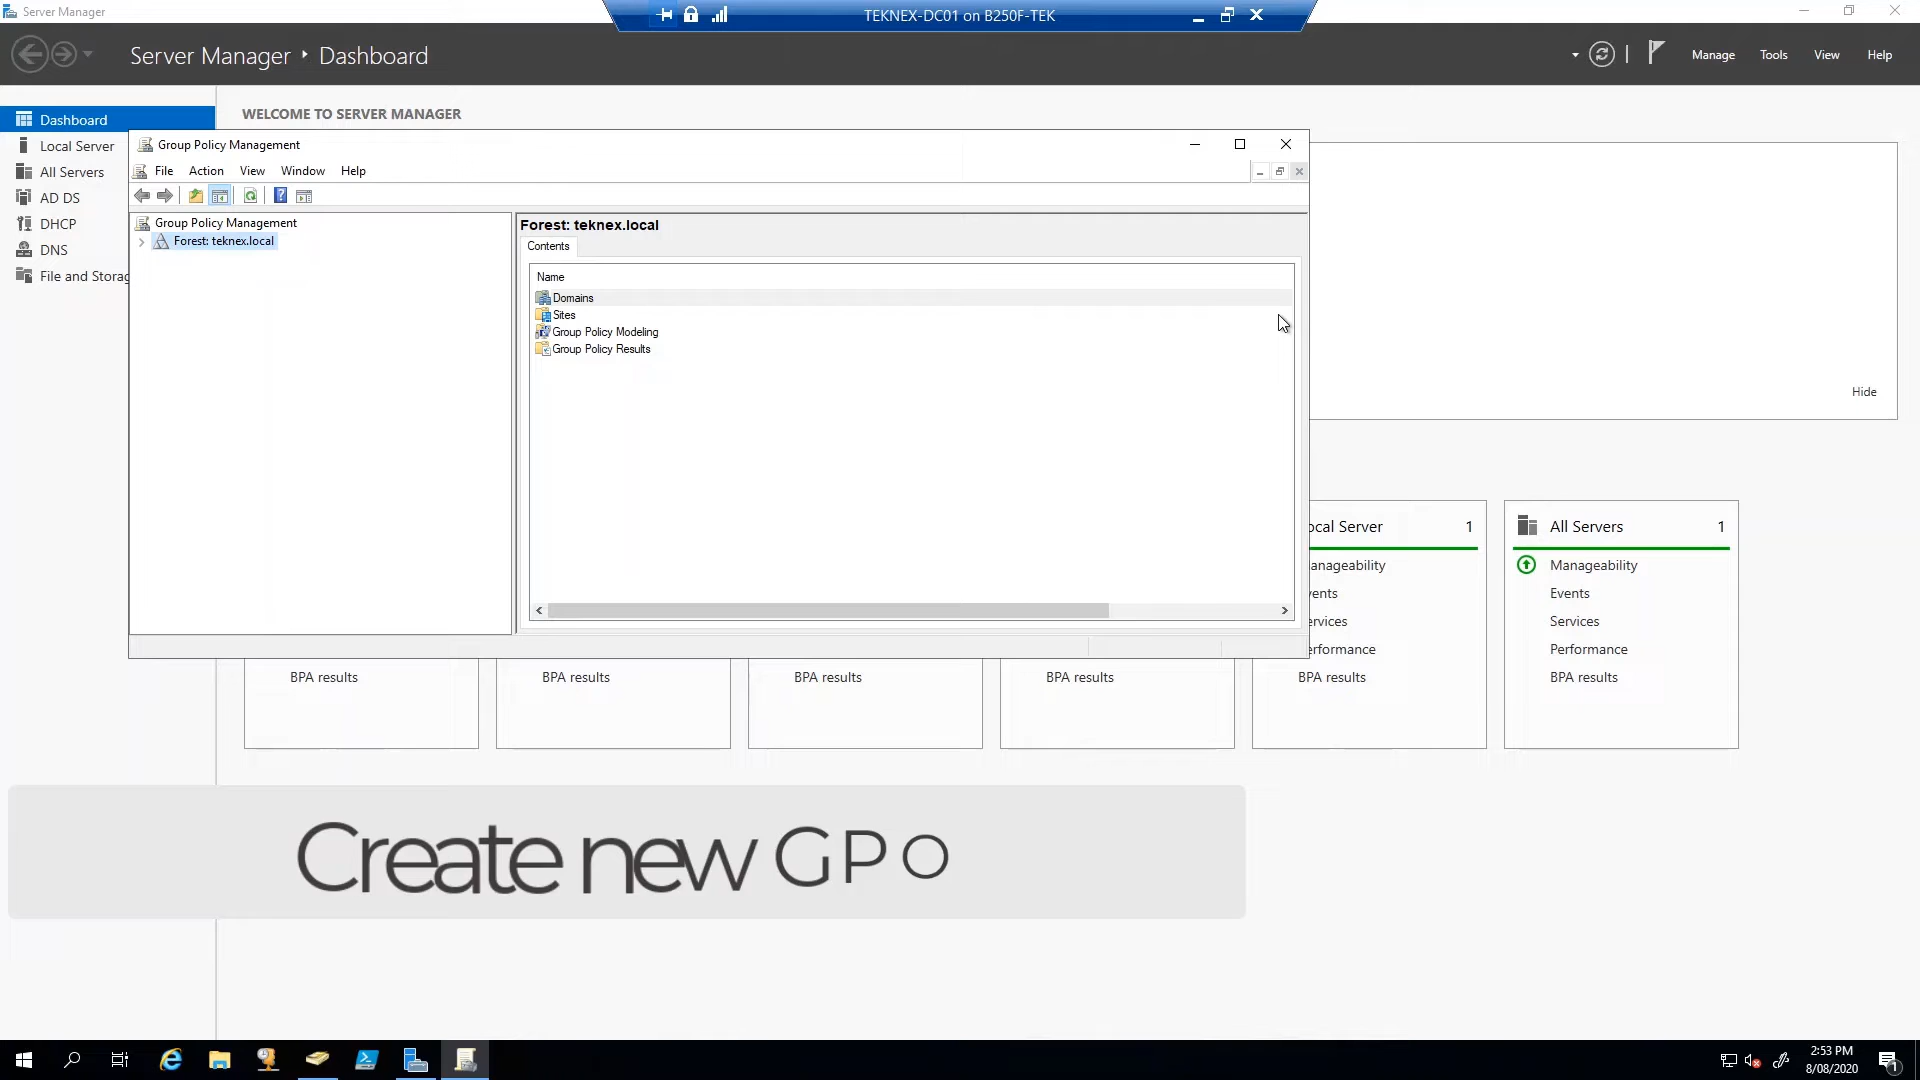 Server Manager
TEKNEX-DC01 on B250F-TEK
Server Manager Dashboard
Manage Tools View Help
Dashboard
Local Server
All Servers
AD DS
DHCP
DNS
File and Storag
WELCOME TO SERVER MANAGER
Group Policy Management
File Action View Window Help
Group Policy Management
Forest: teknex.local
Forest: teknex.local
Contents
Name
Domains
Sites
Group Policy Modeling
Group Policy Results
Hide
ocal Server 1
anageability
ents
ervices
erformance
BPA results
All Servers 1
Manageability
Events
Services
Performance
BPA results
BPA results
BPA results
BPA results
BPA results
Create new GPO
2:53 PM
8/08/2020
1